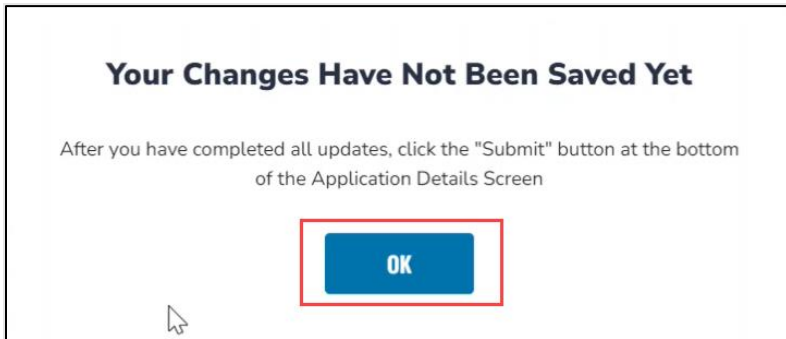 Your Changes Have Not Been Saved Yet
After you have completed all updates, click the "Submit" button at the bottom
of the Application Details Screen
OK